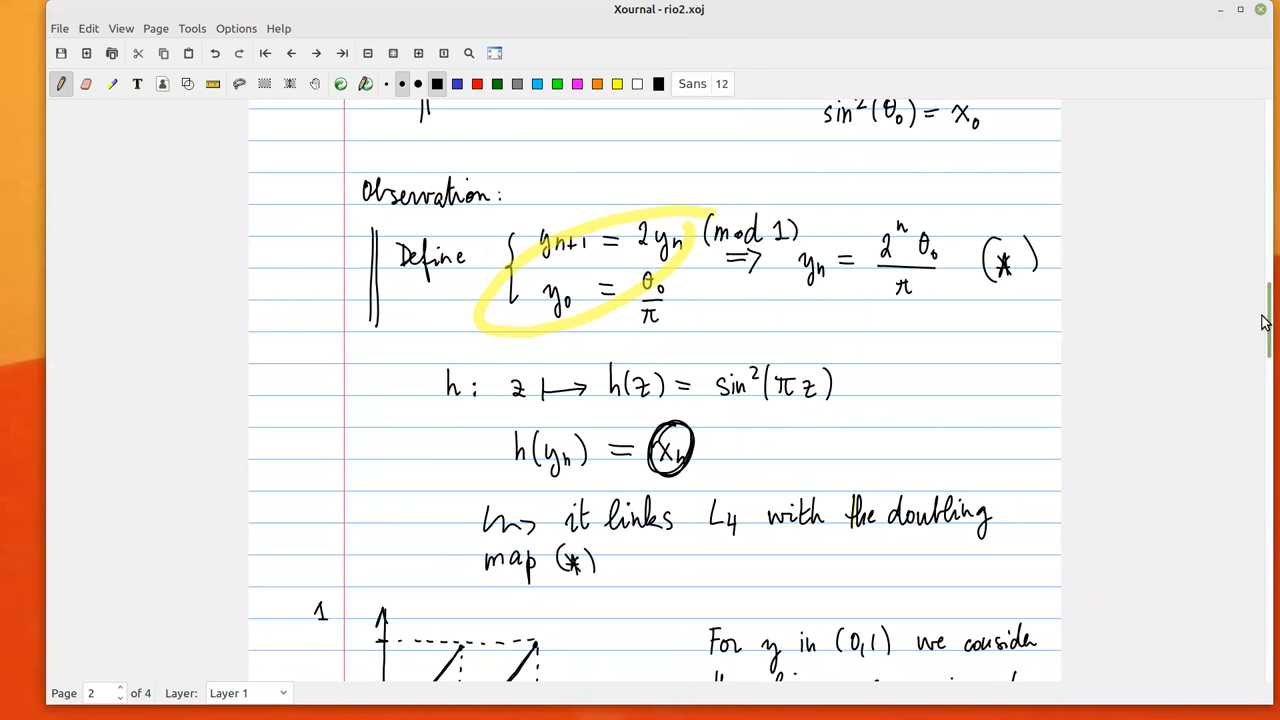 Xournal - rio2.xoj
File Edit View Page Tools Options Help
Sans 12
sin²(θ₀) = x₀
Observation:
Define { yₙ₊₁ = 2yₙ (mod 1) ⟹ yₙ = 2ⁿ θ₀ / π (*)
y₀ = θ₀ / π
h: z ⟼ h(z) = sin²(πz)
h(yₙ) = xₙ
⇝ it links L₄ with the doubling
map (*)
1
For y in (0,1) we consider
Page 2 of 4 Layer: Layer 1